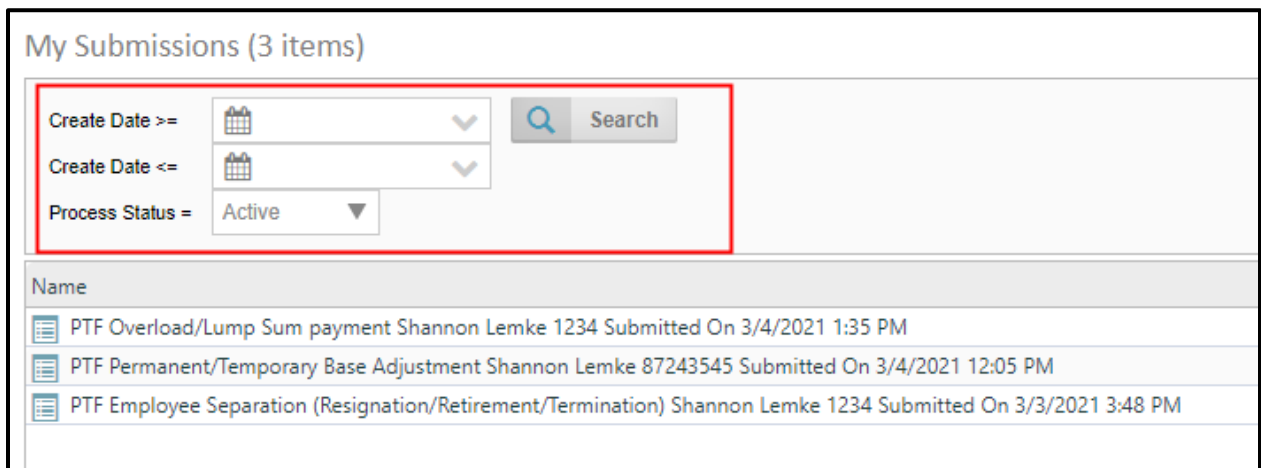 My Submissions (3 items)
Create Date >=
Search
Create Date <=
Process Status =
Active
Name
PTF Overload/Lump Sum payment Shannon Lemke 1234 Submitted On 3/4/2021 1:35 PM
PTF Permanent/Temporary Base Adjustment Shannon Lemke 87243545 Submitted On 3/4/2021 12:05 PM
PTF Employee Separation (Resignation/Retirement/Termination) Shannon Lemke 1234 Submitted On 3/3/2021 3:48 PM